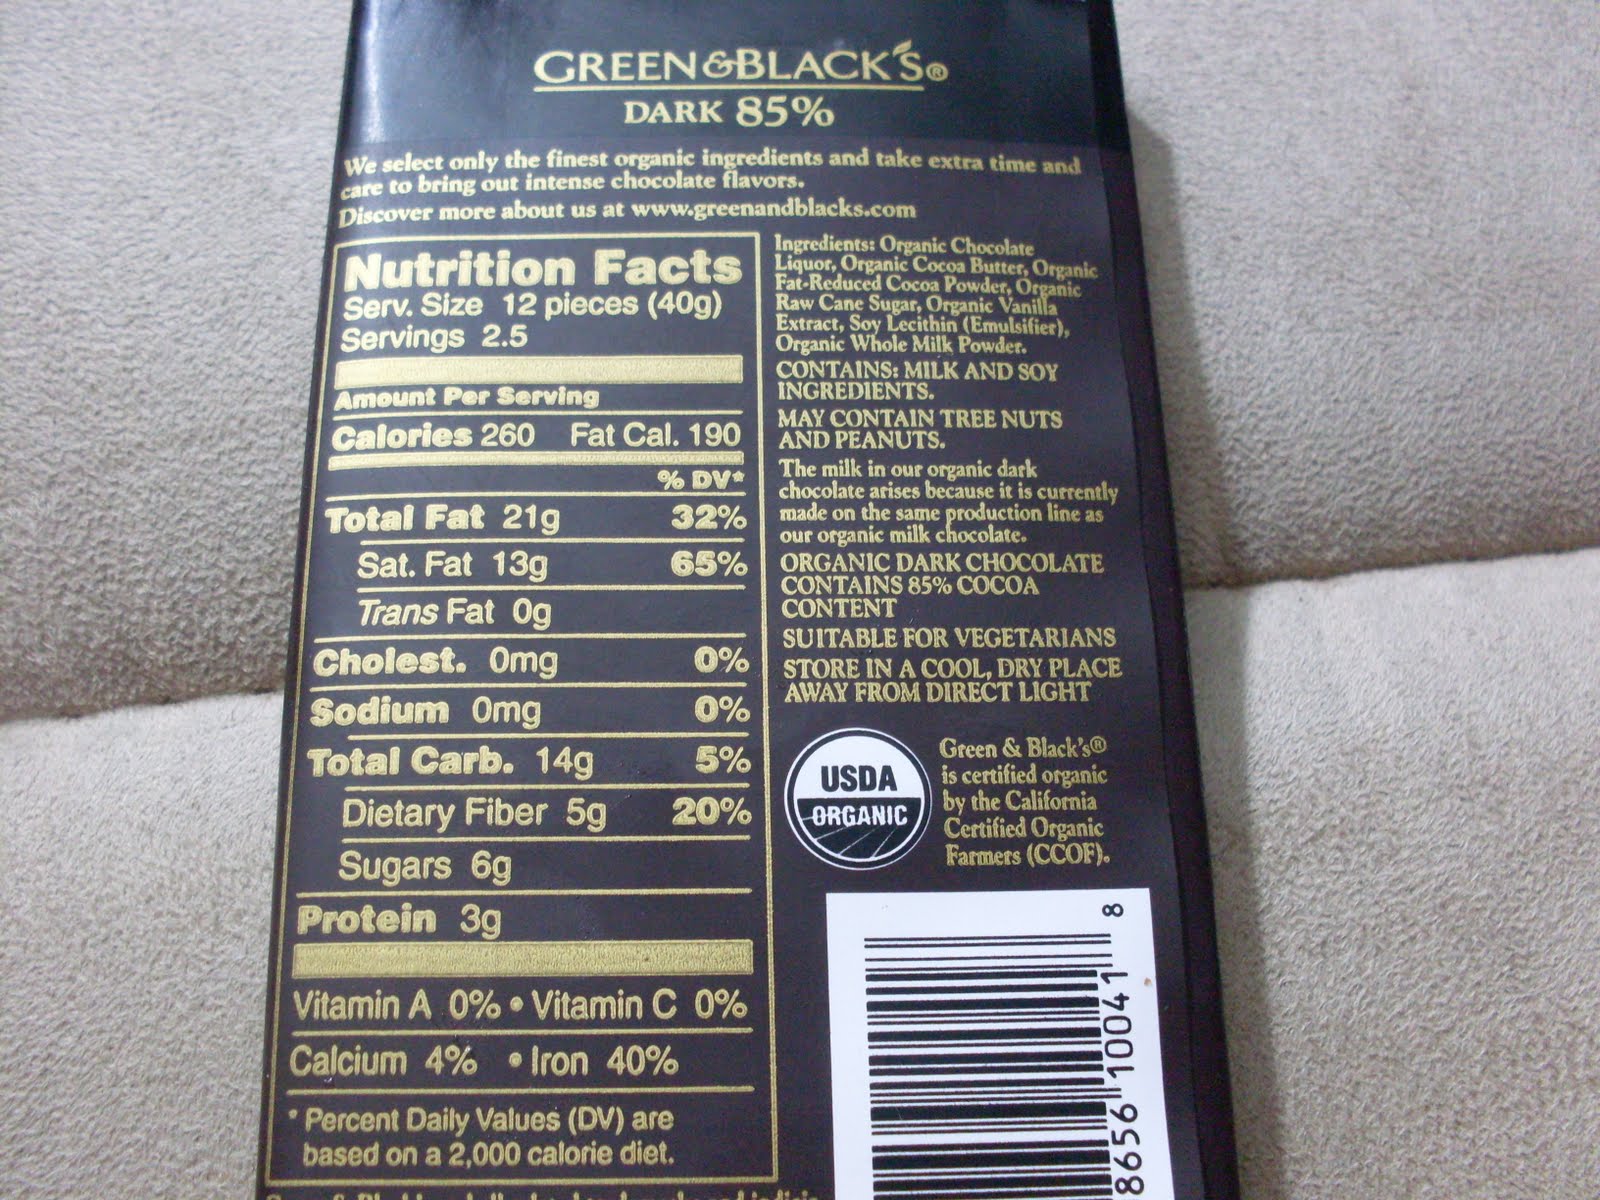 GREEN&BLACK'S®
DARK 85%
We select only the finest organic ingredients and take extra time and
care to bring out intense chocolate flavors.
Discover more about us at www.greenandblacks.com
Nutrition Facts
Serv. Size 12 pieces (40g)
Servings 2.5
Amount Per Serving
Calories 260 Fat Cal. 190
% DV*
Total Fat 21g 32%
Sat. Fat 13g 65%
Trans Fat 0g
Cholest. 0mg 0%
Sodium 0mg 0%
Total Carb. 14g 5%
Dietary Fiber 5g 20%
Sugars 6g
Protein 3g
Vitamin A 0% • Vitamin C 0%
Calcium 4% • Iron 40%
* Percent Daily Values (DV) are
based on a 2,000 calorie diet.
Ingredients: Organic Chocolate
Liquor, Organic Cocoa Butter, Organic
Fat-Reduced Cocoa Powder, Organic
Raw Cane Sugar, Organic Vanilla
Extract, Soy Lecithin (Emulsifier),
Organic Whole Milk Powder.
CONTAINS: MILK AND SOY
INGREDIENTS.
MAY CONTAIN TREE NUTS
AND PEANUTS.
The milk in our organic dark
chocolate arises because it is currently
made on the same production line as
our organic milk chocolate.
ORGANIC DARK CHOCOLATE
CONTAINS 85% COCOA
CONTENT
SUITABLE FOR VEGETARIANS
STORE IN A COOL, DRY PLACE
AWAY FROM DIRECT LIGHT
USDA
ORGANIC
Green & Black's®
is certified organic
by the California
Certified Organic
Farmers (CCOF).
8656 10041 8